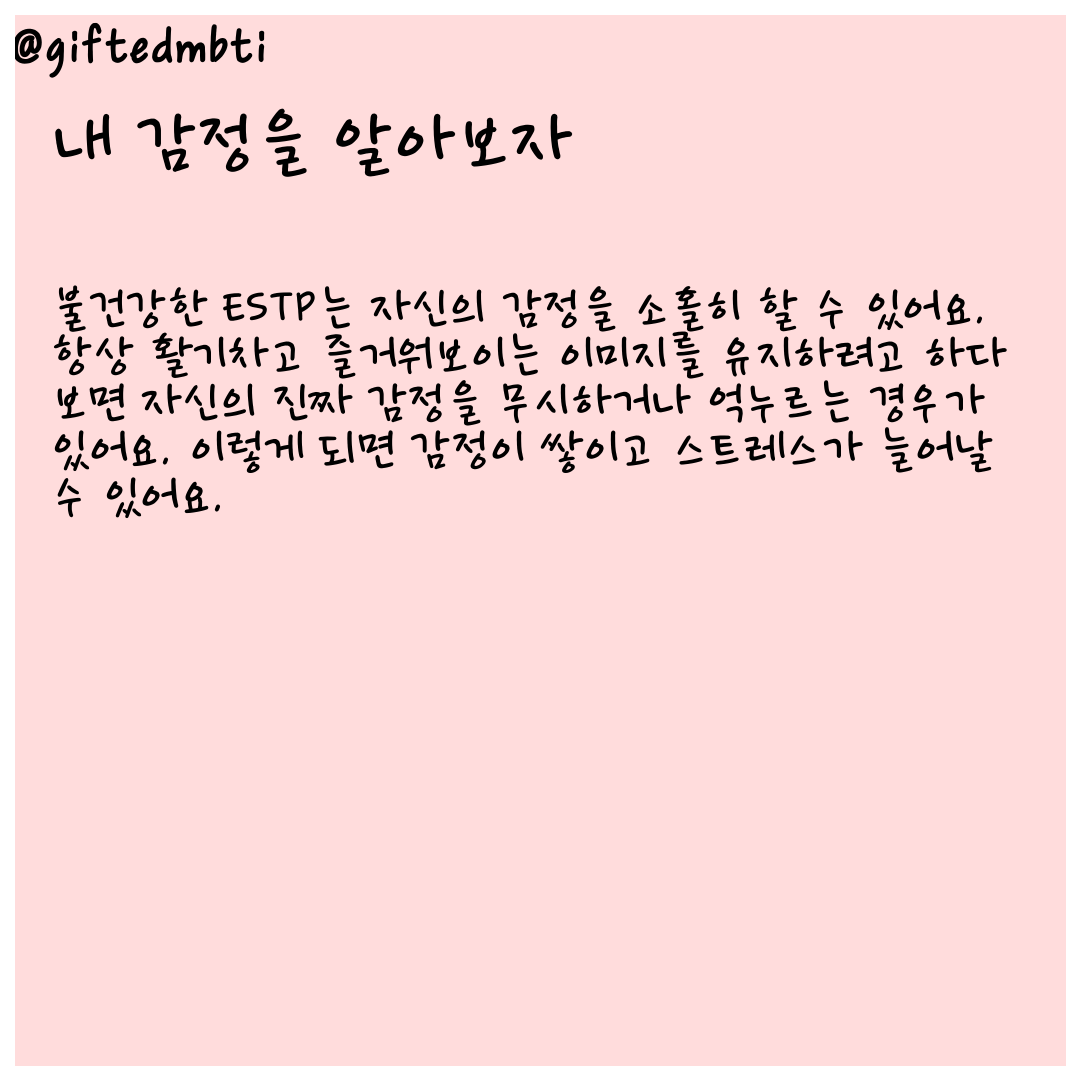 @giftedmbti
내 감정을 알아보자
불건강한 ESTP는 자신의 감정을 소홀히 할 수 있어요.
항상 활기차고 즐거워보이는 이미지를 유지하려고 하다
보면 자신의 진짜 감정을 무시하거나 억누르는 경우가
있어요. 이렇게 되면 감정이 쌓이고 스트레스가 늘어날
수 있어요.